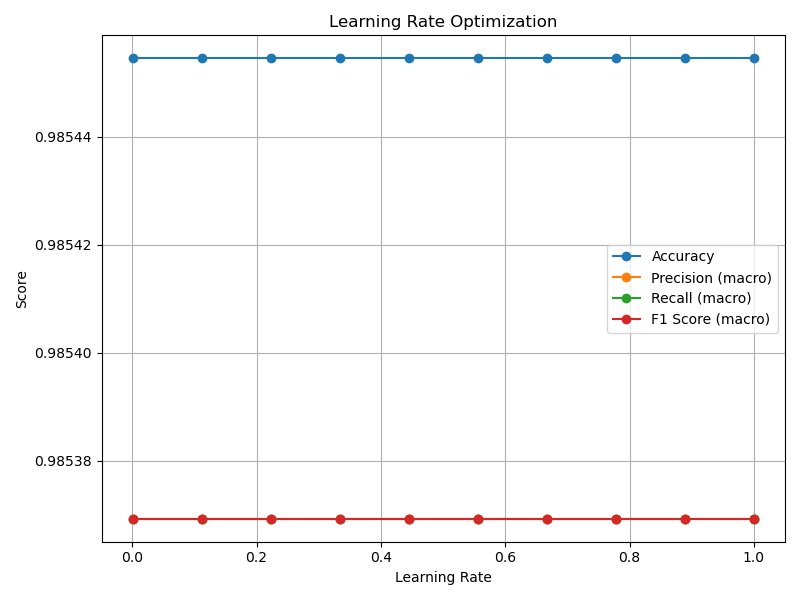 Learning Rate Optimization
0.98544
0.98542
0.98540
0.98538
Score
Accuracy
Precision (macro)
Recall (macro)
F1 Score (macro)
0.0 0.2 0.4 0.6 0.8 1.0
Learning Rate